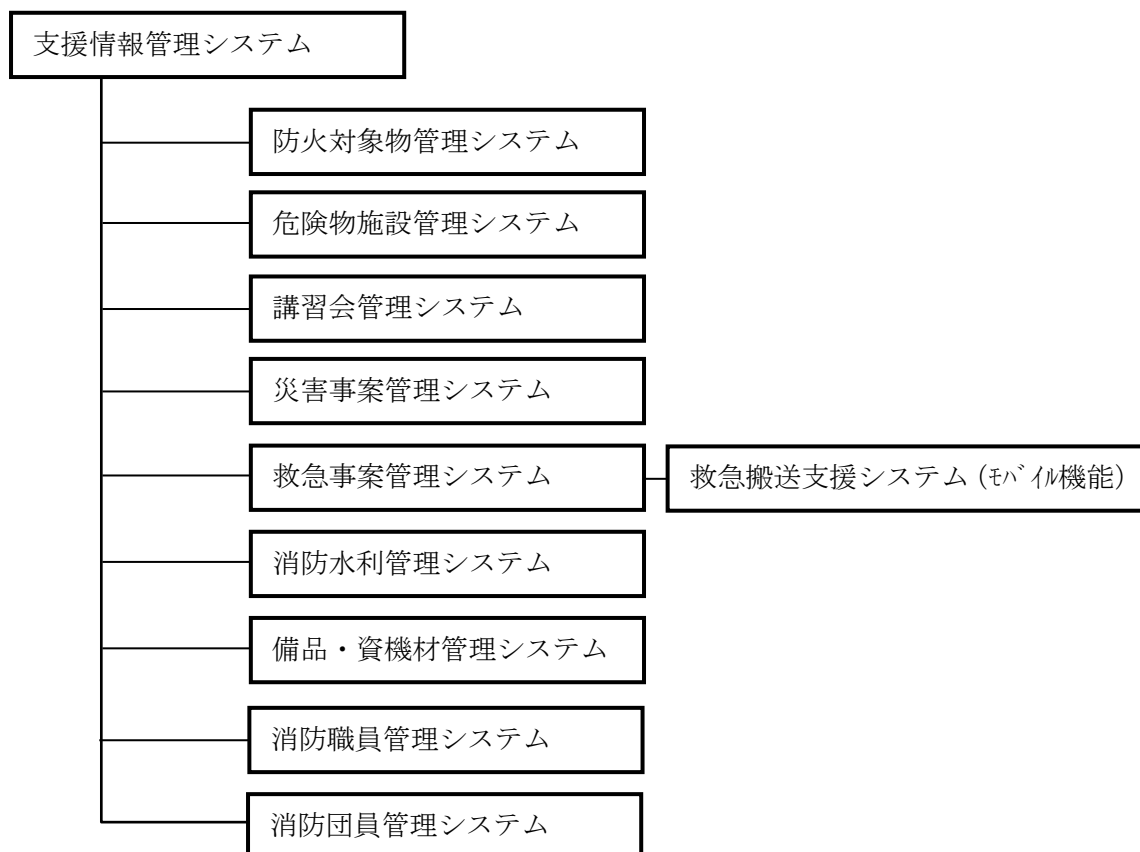 支援情報管理システム
防火対象物管理システム
危険物施設管理システム
講習会管理システム
災害事案管理システム
救急事案管理システム
救急搬送支援システム(ﾓﾊﾞｲﾙ機能)
消防水利管理システム
備品・資機材管理システム
消防職員管理システム
消防団員管理システム